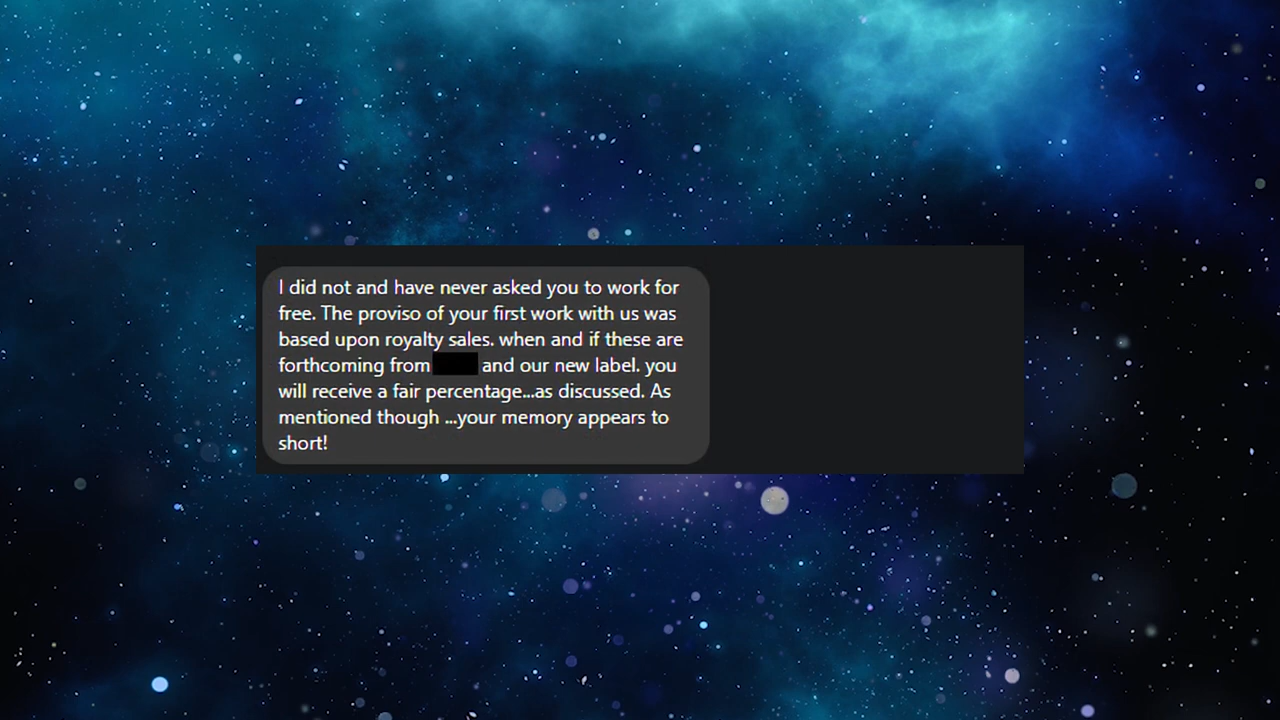 I did not and have never asked you to work for
free. The proviso of your first work with us was
based upon royalty sales. when and if these are
forthcoming from and our new label. you
will receive a fair percentage...as discussed. As
mentioned though ...your memory appears to
short!